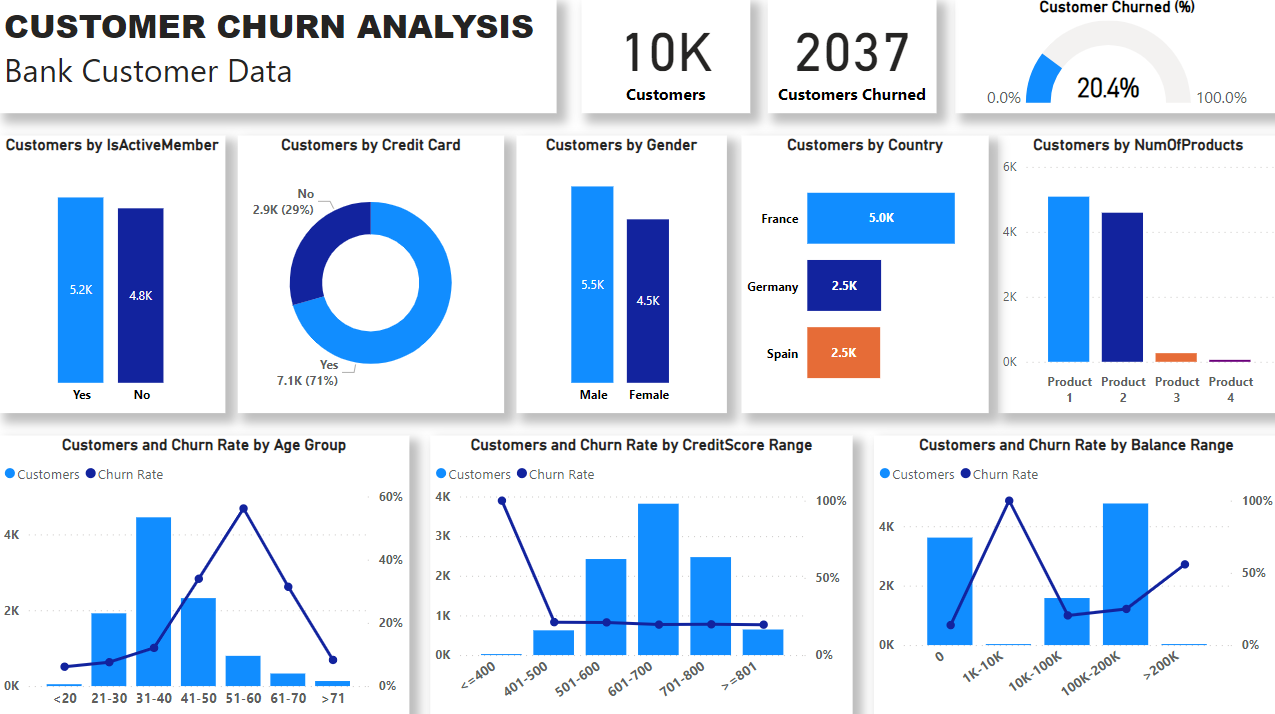 CUSTOMER CHURN ANALYSIS
Bank Customer Data
10K
Customers
2037
Customers Churned
Customer Churned (%)
0.0%
20.4%
100.0%
Customers by IsActiveMember
5.2K
4.8K
Yes
No
Customers by Credit Card
No
2.9K (29%)
Yes
7.1K (71%)
Customers by Gender
5.5K
4.5K
Male
Female
Customers by Country
France
5.0K
Germany
2.5K
Spain
2.5K
Customers by NumOfProducts
6K
4K
2K
0K
Product 1
Product 2
Product 3
Product 4
Customers and Churn Rate by Age Group
Customers
Churn Rate
4K
2K
0K
60%
40%
20%
0%
<20
21-30
31-40
41-50
51-60
61-70
>71
Customers and Churn Rate by CreditScore Range
Customers
Churn Rate
4K
3K
2K
1K
0K
100%
50%
0%
<=400
401-500
501-600
601-700
701-800
>=801
Customers and Churn Rate by Balance Range
Customers
Churn Rate
4K
2K
0K
100%
50%
0%
0
1K-10K
10K-100K
100K-200K
>200K